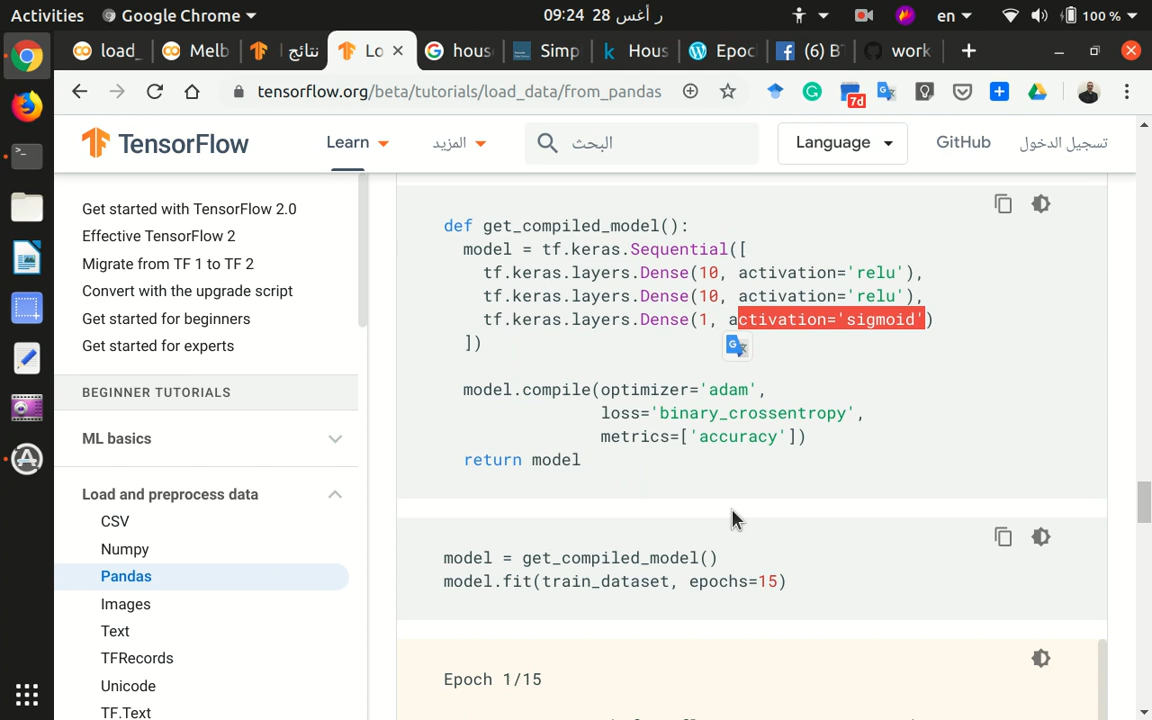 Activities Google Chrome 09:24 28 ر أغس en 100 %
load_ Melb نتائج Lo hous Simp Hous Epoc (6) B work
tensorflow.org/beta/tutorials/load_data/from_pandas 7d
TensorFlow Learn المزيد البحث Language GitHub تسجيل الدخول
Get started with TensorFlow 2.0
Effective TensorFlow 2
Migrate from TF 1 to TF 2
Convert with the upgrade script
Get started for beginners
Get started for experts
BEGINNER TUTORIALS
ML basics
Load and preprocess data
CSV
Numpy
Pandas
Images
Text
TFRecords
Unicode
TF.Text
def get_compiled_model():
model = tf.keras.Sequential([
tf.keras.layers.Dense(10, activation='relu'),
tf.keras.layers.Dense(10, activation='relu'),
tf.keras.layers.Dense(1, activation='sigmoid')
])
model.compile(optimizer='adam',
loss='binary_crossentropy',
metrics=['accuracy'])
return model
model = get_compiled_model()
model.fit(train_dataset, epochs=15)
Epoch 1/15